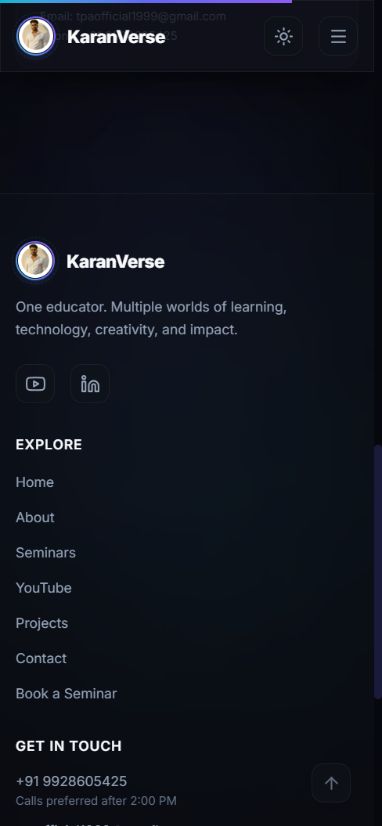 Email: tpaofficial1999@gmail.com
KaranVerse
KaranVerse
One educator. Multiple worlds of learning,
technology, creativity, and impact.
EXPLORE
Home
About
Seminars
YouTube
Projects
Contact
Book a Seminar
GET IN TOUCH
+91 9928605425
Calls preferred after 2:00 PM